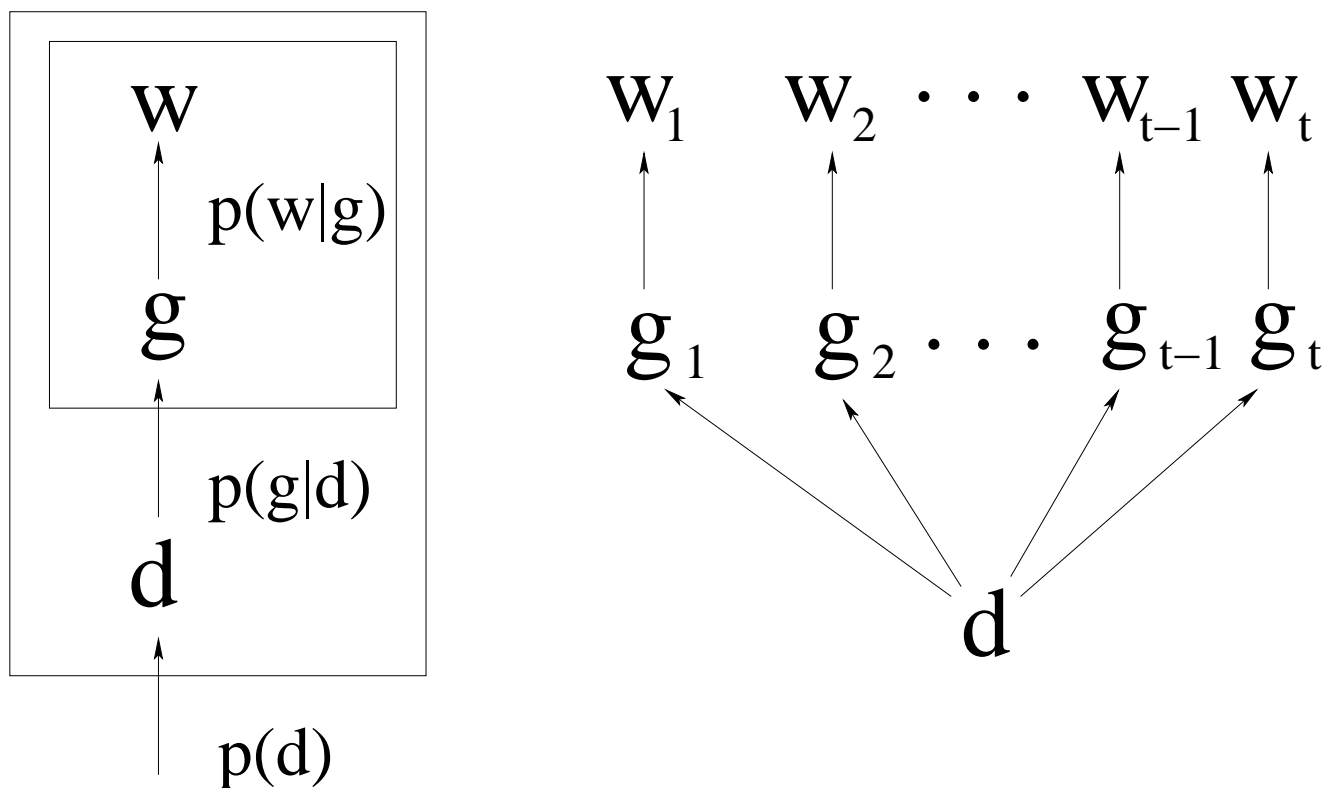 w
p(w|g)
g
p(g|d)
d
p(d)
w1 w2 · · · wt−1 wt
g1 g2 · · · gt−1 gt
d